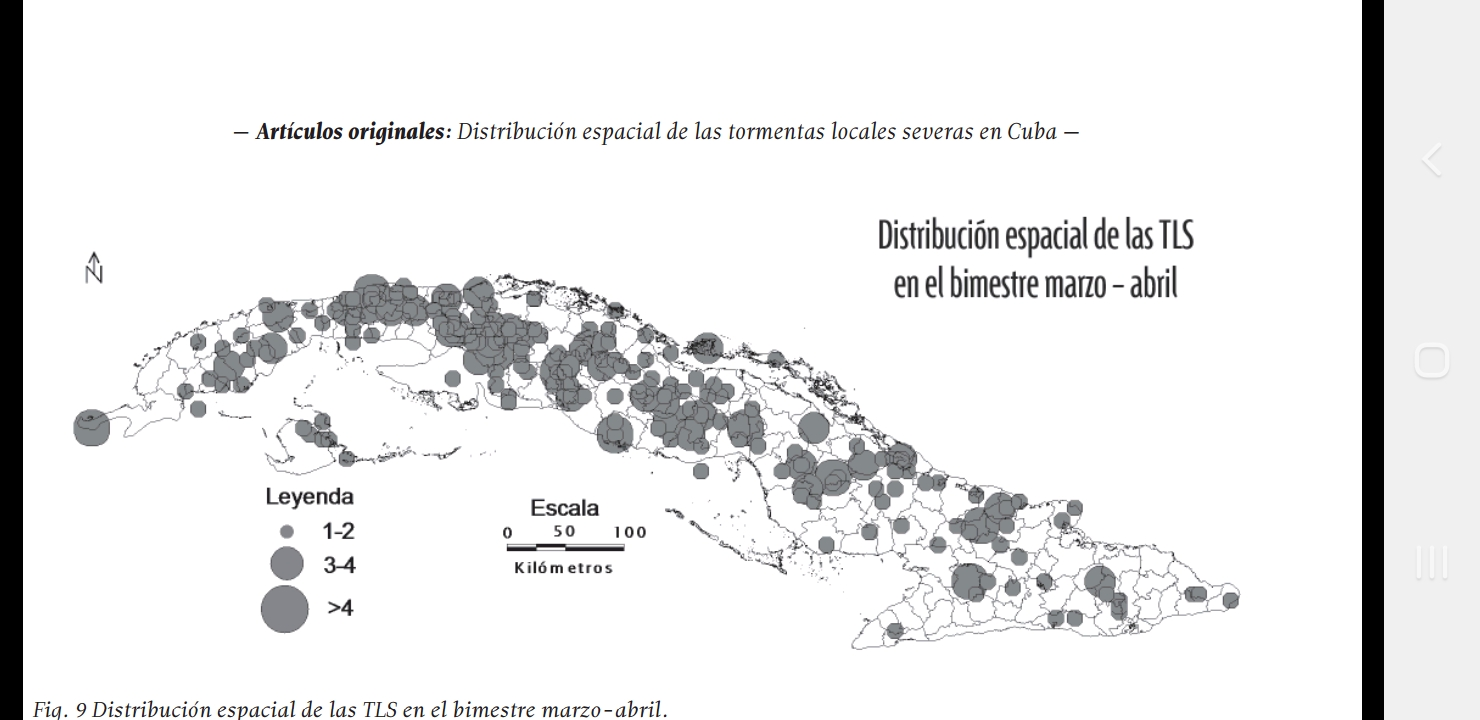 — Artículos originales: Distribución espacial de las tormentas locales severas en Cuba —
Distribución espacial de las TLS
en el bimestre marzo – abril
N
Leyenda
1-2
3-4
>4
Escala
0 50 100
Kilómetros
Fig. 9 Distribución espacial de las TLS en el bimestre marzo-abril.